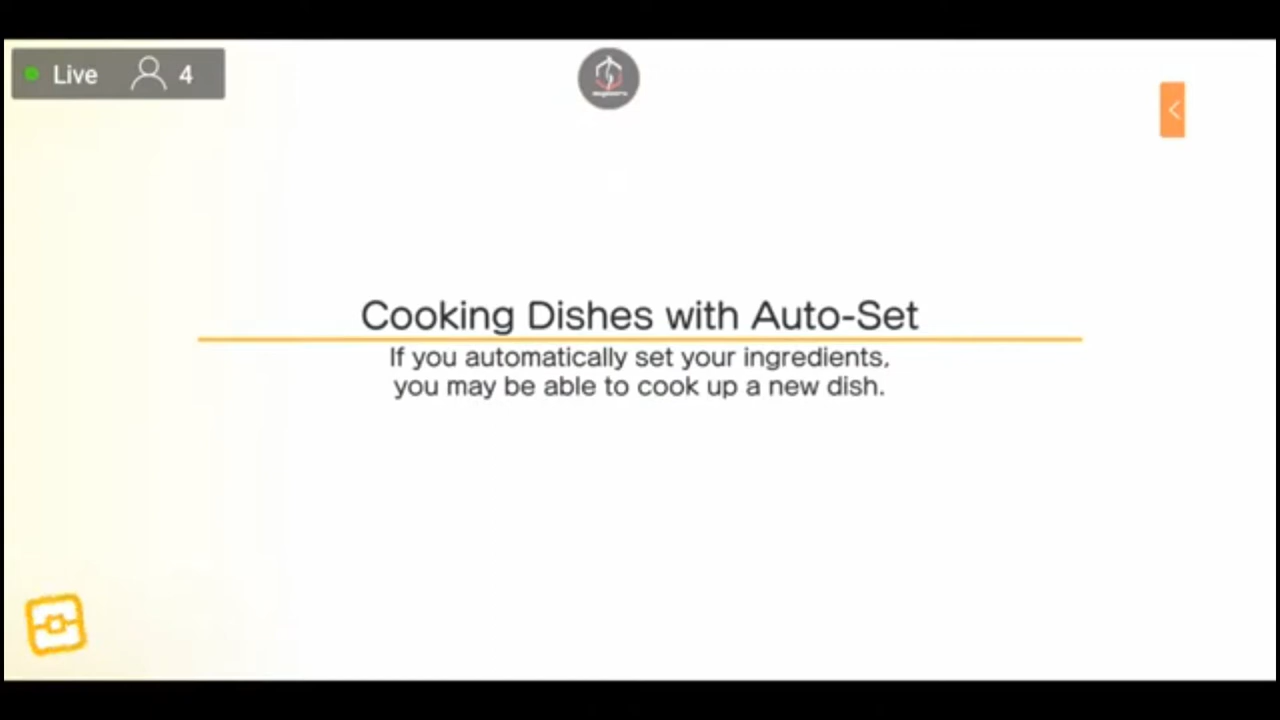 Live 4
Cooking Dishes with Auto-Set
If you automatically set your ingredients,
you may be able to cook up a new dish.